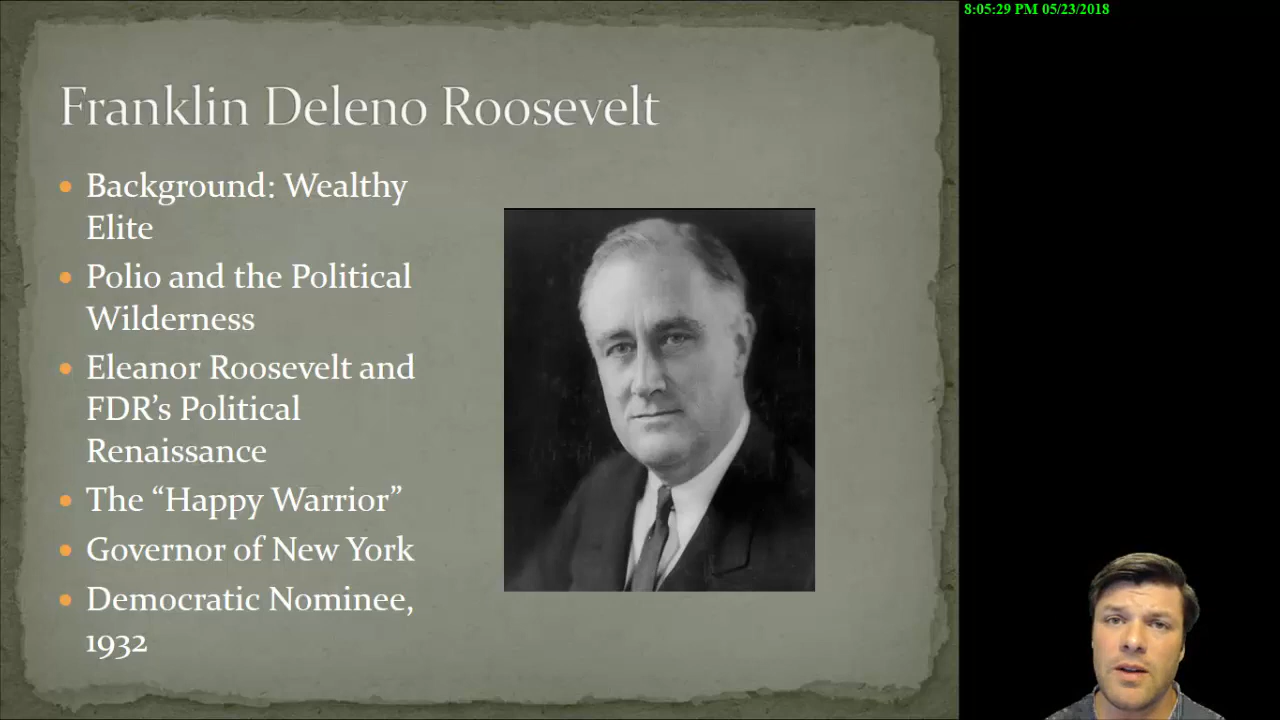 Franklin Deleno Roosevelt
Background: Wealthy
Elite
Polio and the Political
Wilderness
Eleanor Roosevelt and
FDR’s Political
Renaissance
The “Happy Warrior”
Governor of New York
Democratic Nominee,
1932
8:05:29 PM 05/23/2018